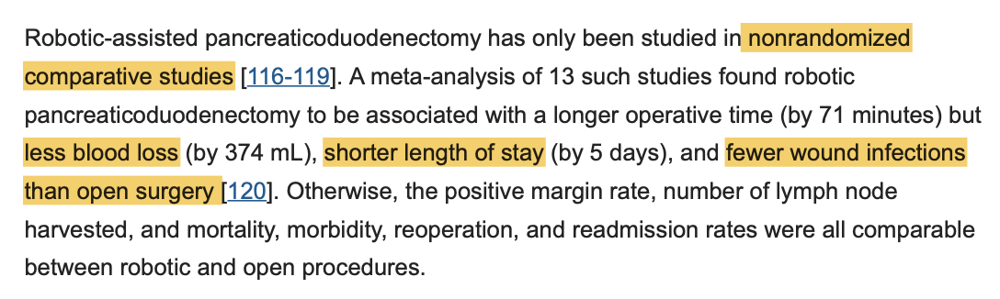 Robotic-assisted pancreaticoduodenectomy has only been studied in nonrandomized
comparative studies [116-119]. A meta-analysis of 13 such studies found robotic
pancreaticoduodenectomy to be associated with a longer operative time (by 71 minutes) but
less blood loss (by 374 mL), shorter length of stay (by 5 days), and fewer wound infections
than open surgery [120]. Otherwise, the positive margin rate, number of lymph node
harvested, and mortality, morbidity, reoperation, and readmission rates were all comparable
between robotic and open procedures.